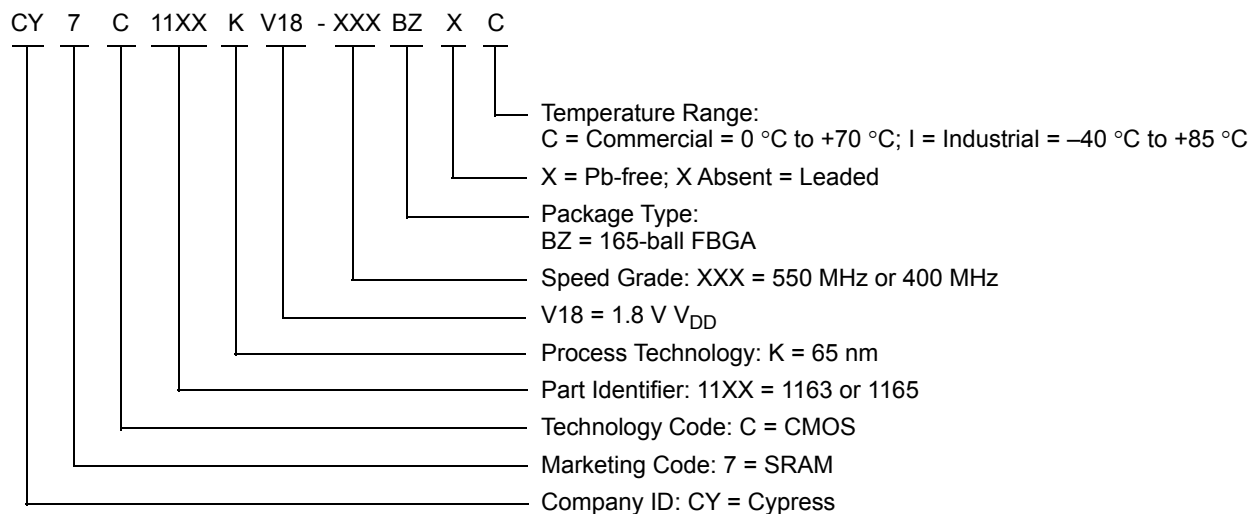 CY 7 C 11XX K V18 - XXX BZ X C
Temperature Range:
C = Commercial = 0 °C to +70 °C; I = Industrial = –40 °C to +85 °C
X = Pb-free; X Absent = Leaded
Package Type:
BZ = 165-ball FBGA
Speed Grade: XXX = 550 MHz or 400 MHz
V18 = 1.8 V VDD
Process Technology: K = 65 nm
Part Identifier: 11XX = 1163 or 1165
Technology Code: C = CMOS
Marketing Code: 7 = SRAM
Company ID: CY = Cypress